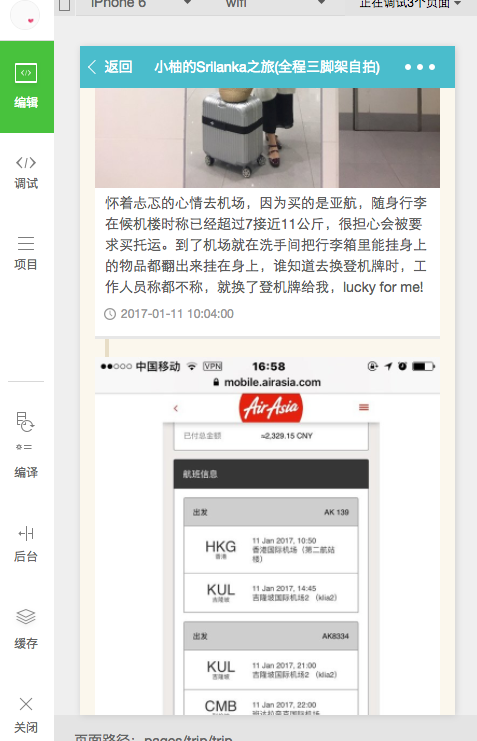 iPhone 6
wifi
正在调试3个页面
编辑
调试
项目
编译
后台
缓存
关闭
返回
小柚的Srilanka之旅(全程三脚架自拍)
怀着忐忑的心情去机场，因为买的是亚航，随身行李
在候机楼时称已经超过7接近11公斤，很担心会被要
求买托运。到了机场就在洗手间把行李箱里能挂身上
的物品都翻出来挂在身上，谁知道去换登机牌时，工
作人员称都不称，就换了登机牌给我，lucky for me!
2017-01-11 10:04:00
中国移动
VPN
16:58
mobile.airasia.com
AirAsia
已付总金额
≈2,329.15 CNY
航班信息
出发
AK 139
HKG
香港
11 Jan 2017, 10:50
香港国际机场（第二航站
楼）
KUL
吉隆坡
11 Jan 2017, 14:45
吉隆坡国际机场2 （klia2）
出发
AK8334
KUL
吉隆坡
11 Jan 2017, 21:00
吉隆坡国际机场2 （klia2）
CMB
11 Jan 2017, 22:00
班达拉奈克国际机场
页面路径：pages/trip/trip